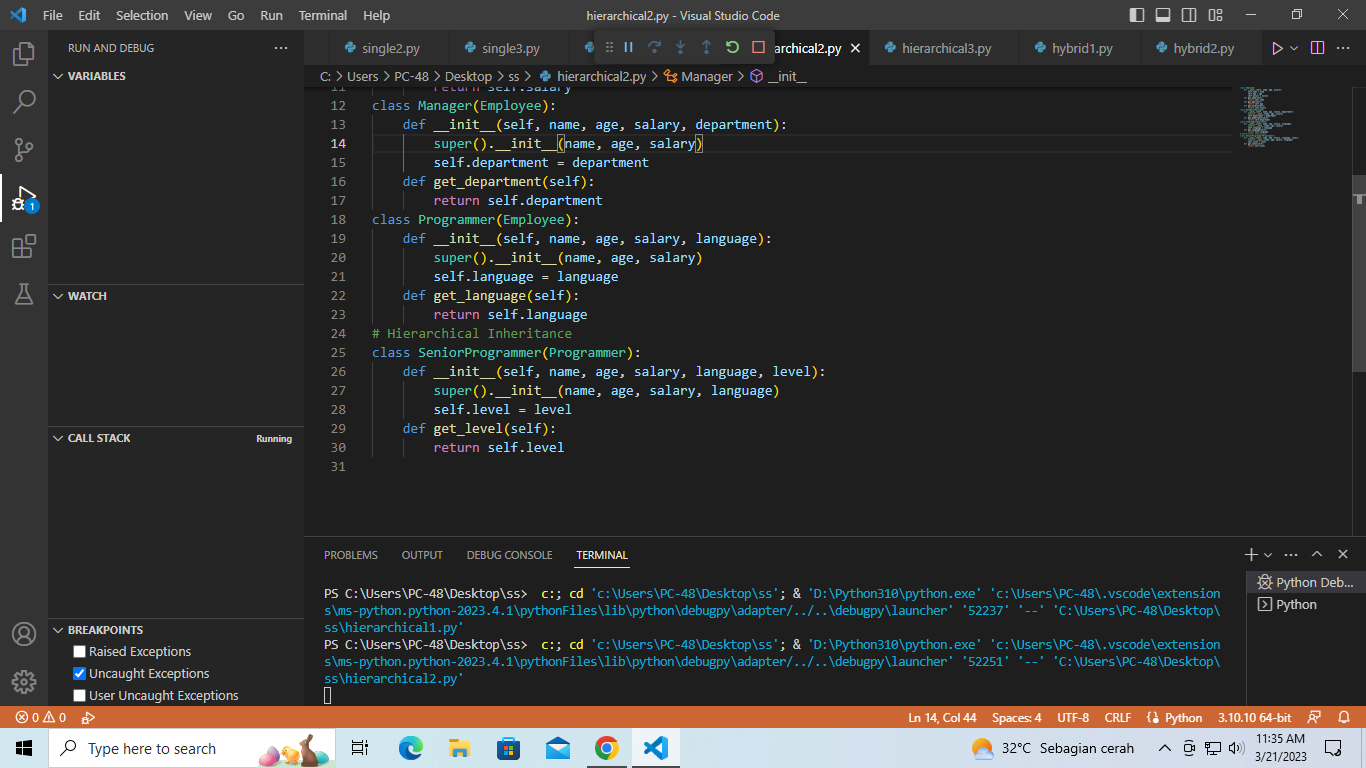 File Edit Selection View Go Run Terminal Help hierarchical2.py - Visual Studio Code
RUN AND DEBUG
single2.py single3.py archical2.py hierarchical3.py hybrid1.py hybrid2.py
C: > Users > PC-48 > Desktop > ss > hierarchical2.py > Manager > __init__
VARIABLES
WATCH
CALL STACK Running
BREAKPOINTS
Raised Exceptions
Uncaught Exceptions
User Uncaught Exceptions
1
11 return self.salary
12 class Manager(Employee):
13 def __init__(self, name, age, salary, department):
14 super().__init__(name, age, salary)
15 self.department = department
16 def get_department(self):
17 return self.department
18 class Programmer(Employee):
19 def __init__(self, name, age, salary, language):
20 super().__init__(name, age, salary)
21 self.language = language
22 def get_language(self):
23 return self.language
24 # Hierarchical Inheritance
25 class SeniorProgrammer(Programmer):
26 def __init__(self, name, age, salary, language, level):
27 super().__init__(name, age, salary, language)
28 self.level = level
29 def get_level(self):
30 return self.level
31
PROBLEMS OUTPUT DEBUG CONSOLE TERMINAL
PS C:\Users\PC-48\Desktop\ss> c:; cd 'c:\Users\PC-48\Desktop\ss'; & 'D:\Python310\python.exe' 'c:\Users\PC-48\.vscode\extension
s\ms-python.python-2023.4.1\pythonFiles\lib\python\debugpy\adapter/../..\debugpy\launcher' '52237' '--' 'C:\Users\PC-48\Desktop\
ss\hierarchical1.py'
PS C:\Users\PC-48\Desktop\ss> c:; cd 'c:\Users\PC-48\Desktop\ss'; & 'D:\Python310\python.exe' 'c:\Users\PC-48\.vscode\extension
s\ms-python.python-2023.4.1\pythonFiles\lib\python\debugpy\adapter/../..\debugpy\launcher' '52251' '--' 'C:\Users\PC-48\Desktop\
ss\hierarchical2.py'
Python Deb...
Python
0 0 Ln 14, Col 44 Spaces: 4 UTF-8 CRLF Python 3.10.10 64-bit
Type here to search 32°C Sebagian cerah 11:35 AM
3/21/2023